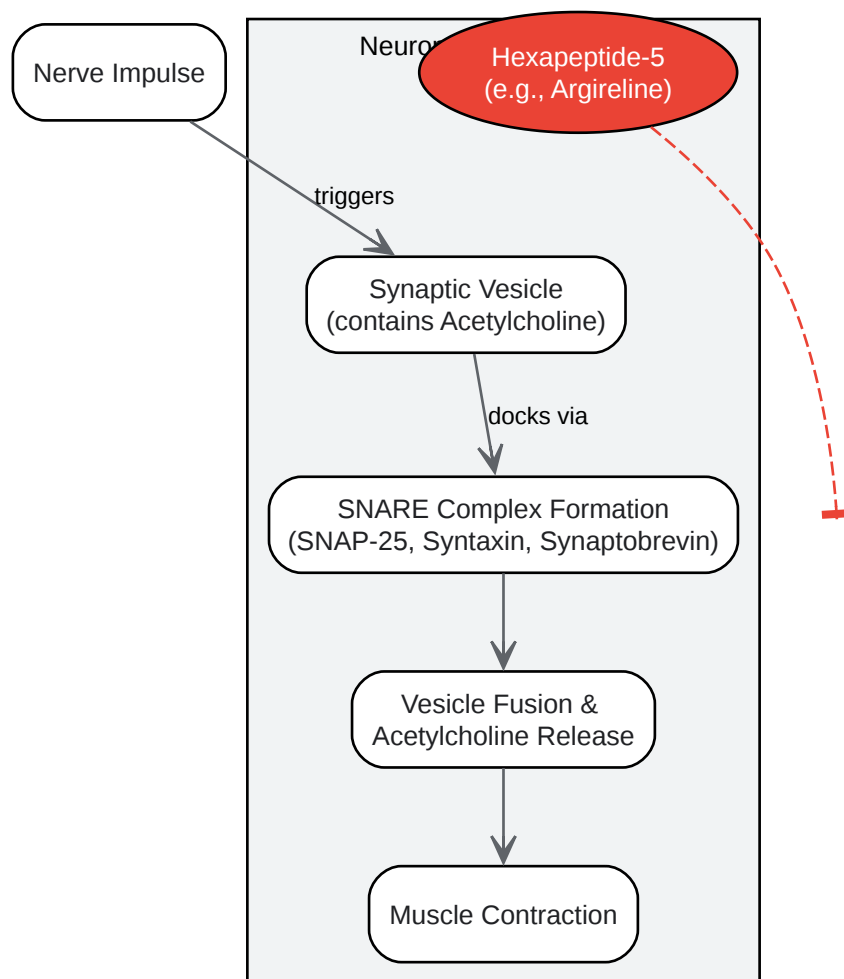 Nerve Impulse
Hexapeptide-5
(e.g., Argireline)
triggers
Synaptic Vesicle
(contains Acetylcholine)
docks via
SNARE Complex Formation
(SNAP-25, Syntaxin, Synaptobrevin)
Vesicle Fusion &
Acetylcholine Release
Muscle Contraction